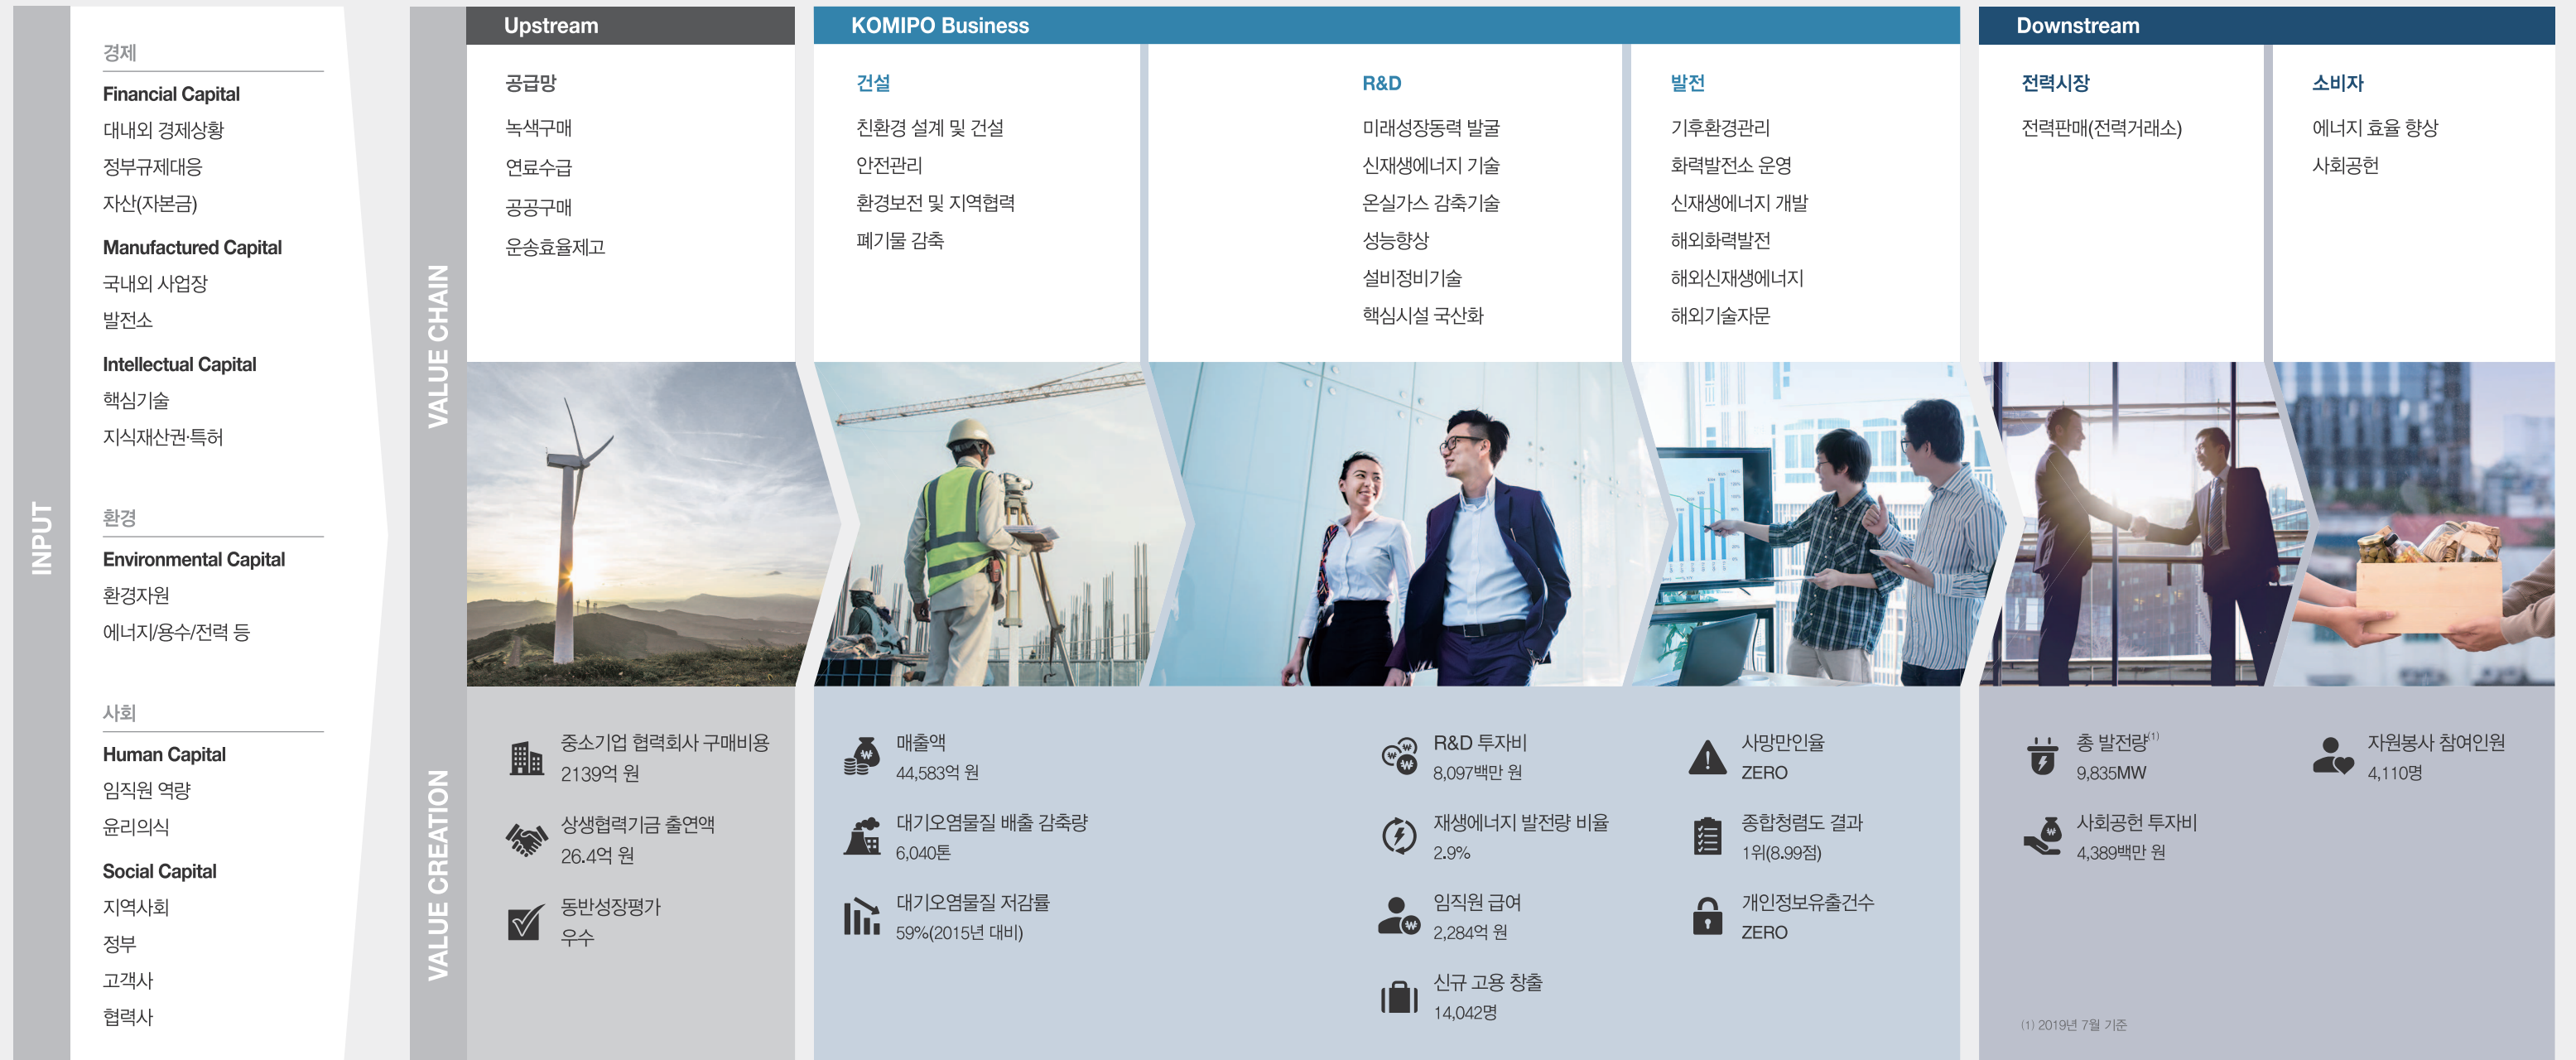 INPUT
경제
Financial Capital
대내외 경제상황
정부규제대응
자산(자본금)
Manufactured Capital
국내외 사업장
발전소
Intellectual Capital
핵심기술
지식재산권·특허
환경
Environmental Capital
환경자원
에너지/용수/전력 등
사회
Human Capital
임직원 역량
윤리의식
Social Capital
지역사회
정부
고객사
협력사
VALUE CHAIN
Upstream
공급망
녹색구매
연료수급
공공구매
운송효율제고
KOMIPO Business
건설
친환경 설계 및 건설
안전관리
환경보전 및 지역협력
폐기물 감축
R&D
미래성장동력 발굴
신재생에너지 기술
온실가스 감축기술
성능향상
설비정비기술
핵심시설 국산화
발전
기후환경관리
화력발전소 운영
신재생에너지 개발
해외화력발전
해외신재생에너지
해외기술자문
Downstream
전력시장
전력판매(전력거래소)
소비자
에너지 효율 향상
사회공헌
VALUE CREATION
중소기업 협력회사 구매비용
2139억 원
상생협력기금 출연액
26.4억 원
동반성장평가
우수
매출액
44,583억 원
대기오염물질 배출 감축량
6,040톤
대기오염물질 저감률
59%(2015년 대비)
R&D 투자비
8,097백만 원
재생에너지 발전량 비율
2.9%
임직원 급여
2,284억 원
신규 고용 창출
14,042명
사망만인율
ZERO
종합청렴도 결과
1위(8.99점)
개인정보유출건수
ZERO
총 발전량(1)
9,835MW
사회공헌 투자비
4,389백만 원
자원봉사 참여인원
4,110명
(1) 2019년 7월 기준